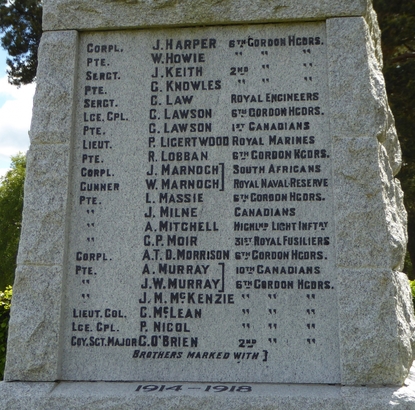 CORPL. J. HARPER 6TH GORDON HGDRS.
PTE. W. HOWIE " " "
SERGT. J. KEITH 2ND " "
PTE. G. KNOWLES " " "
SERGT. G. LAW ROYAL ENGINEERS
LCE. CPL. G. LAWSON 6TH GORDON HGDRS.
PTE. G. LAWSON 1ST CANADIANS
LIEUT. P. LIGERTWOOD ROYAL MARINES
PTE. R. LOBBAN 6TH GORDON HGDRS.
CORPL J. MARNOCH ] SOUTH AFRICANS
GUNNER W. MARNOCH ] ROYAL NAVAL RESERVE
PTE. L. MASSIE 6TH GORDON HGDRS.
" J. MILNE CANADIANS
" A. MITCHELL HIGHLND LIGHT INFTRY
" G. P. MOIR 31ST ROYAL FUSILIERS
CORPL. A. T. O. MORRISON 6TH GORDON HGDRS.
PTE. A. MURRAY ] 10TH CANADIANS
" J. W. MURRAY ] 6TH GORDON HGDRS.
" J. M. MCKENZIE " " "
LIEUT. COL. G. MCLEAN " " "
LCE. CPL. P. NICOL " " "
COY. SGT. MAJOR G. O'BRIEN 2ND " "
BROTHERS MARKED WITH ]
1914 – 1918